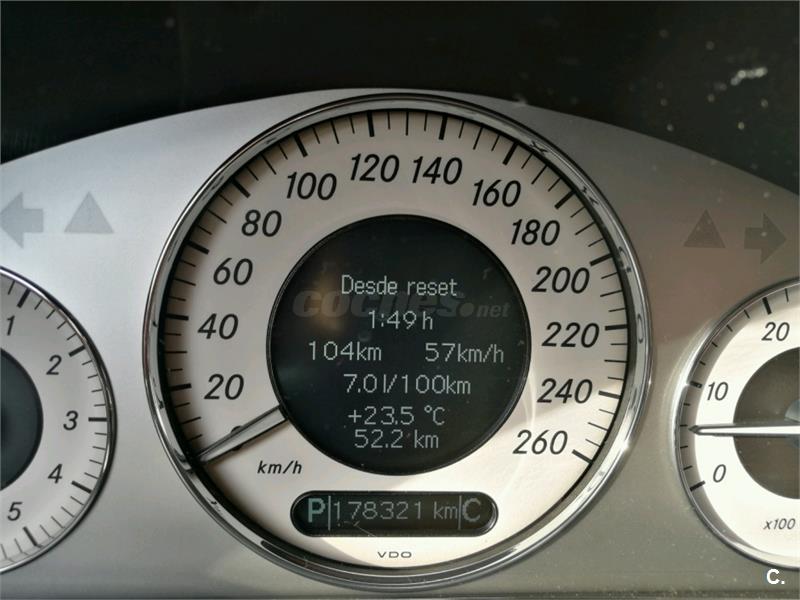 Desde reset
1:49h
104km 57km/h
7.0l/100km
+23.5 °C
52.2 km
P 178321 km C
VDO
km/h
0
20
40
60
80
100
120
140
160
180
200
220
240
260
1
2
3
4
5
20
10
0
x100
coches.net
C.